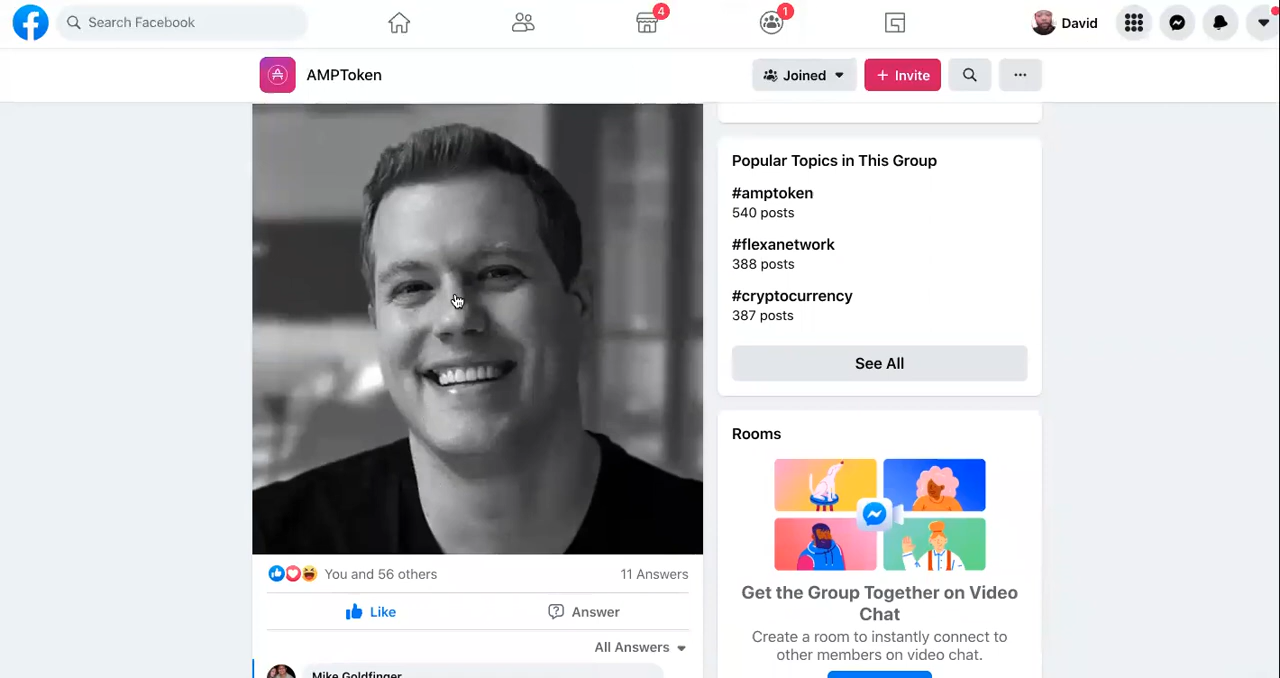 Search Facebook
4
1
David
AMPToken
Joined
+ Invite
Popular Topics in This Group
#amptoken
540 posts
#flexanetwork
388 posts
#cryptocurrency
387 posts
See All
Rooms
Get the Group Together on Video
Chat
Create a room to instantly connect to
other members on video chat.
You and 56 others
11 Answers
Like
Answer
All Answers
Mike Goldfinger